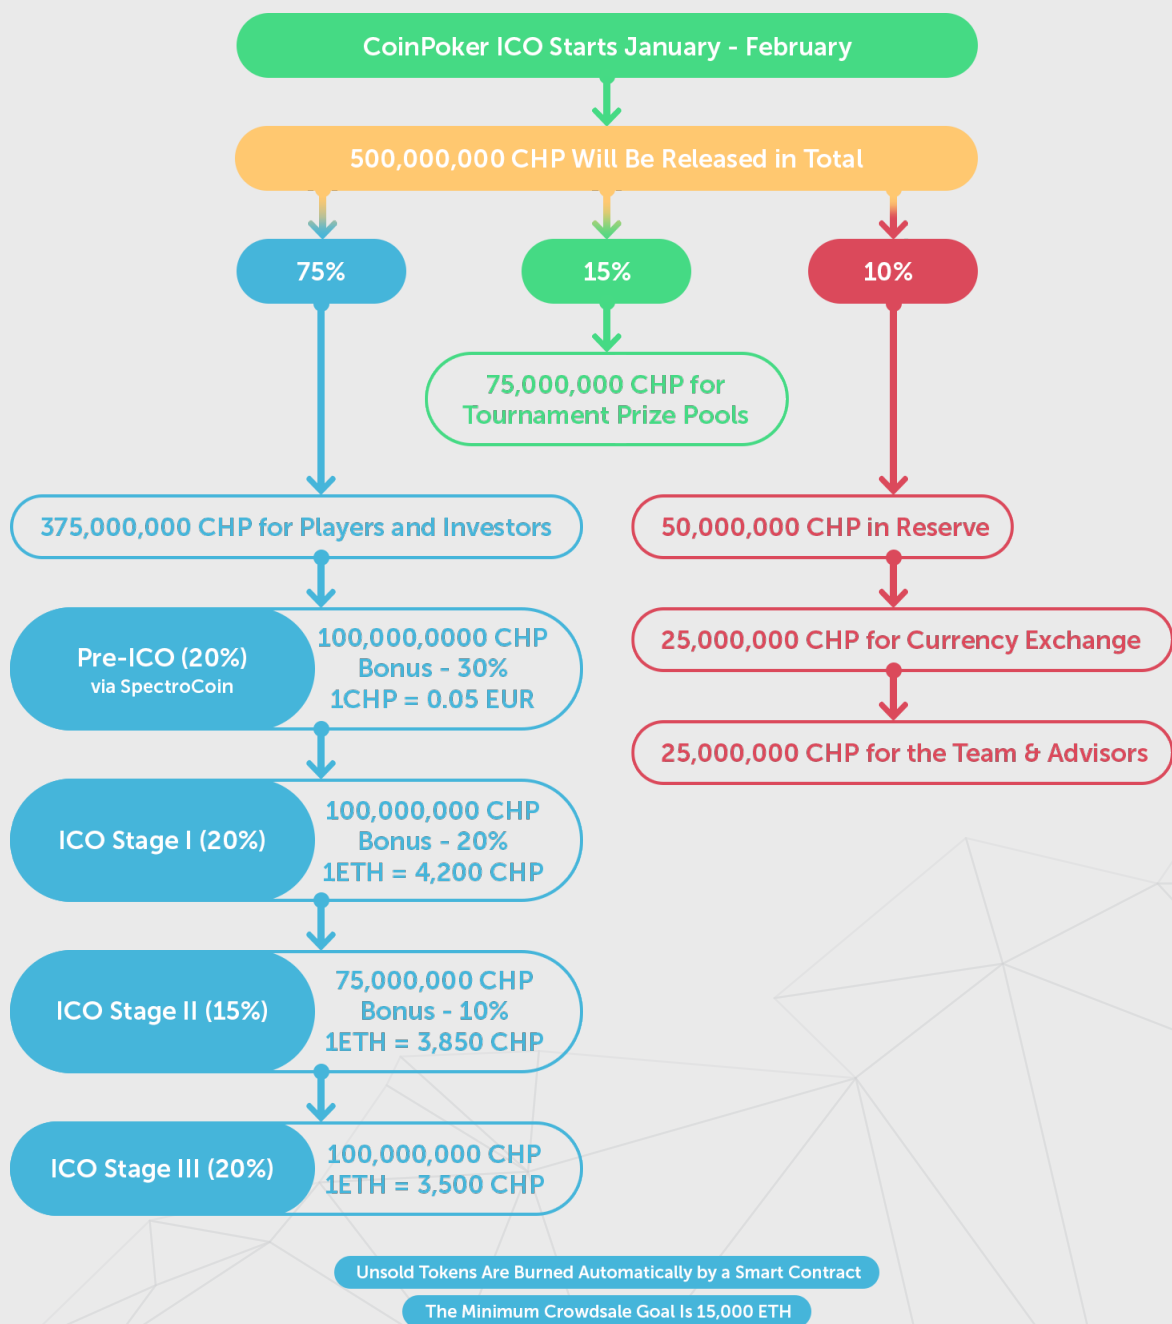 CoinPoker ICO Starts January - February
500,000,000 CHP Will Be Released in Total
75%
15%
10%
75,000,000 CHP for
Tournament Prize Pools
375,000,000 CHP for Players and Investors
50,000,000 CHP in Reserve
Pre-ICO (20%)
via SpectroCoin
100,000,0000 CHP
Bonus - 30%
1CHP = 0.05 EUR
25,000,000 CHP for Currency Exchange
25,000,000 CHP for the Team & Advisors
ICO Stage I (20%)
100,000,000 CHP
Bonus - 20%
1ETH = 4,200 CHP
ICO Stage II (15%)
75,000,000 CHP
Bonus - 10%
1ETH = 3,850 CHP
ICO Stage III (20%)
100,000,000 CHP
1ETH = 3,500 CHP
Unsold Tokens Are Burned Automatically by a Smart Contract
The Minimum Crowdsale Goal Is 15,000 ETH